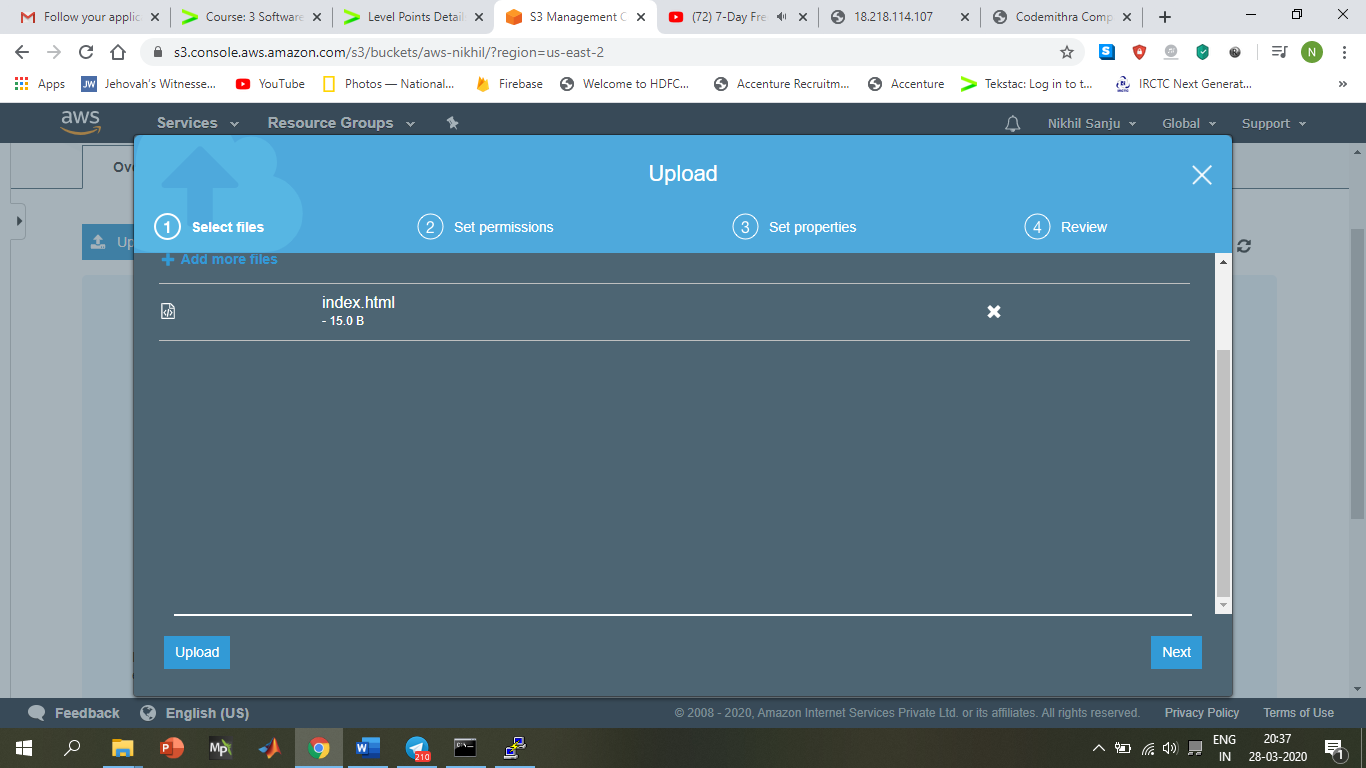 Follow your applic
Course: 3 Software
Level Points Detail
S3 Management C
(72) 7-Day Fre
18.218.114.107
Codemithra Comp
s3.console.aws.amazon.com/s3/buckets/aws-nikhil/?region=us-east-2
N
Apps
JW
Jehovah's Witnesse...
YouTube
Photos — National...
Firebase
Welcome to HDFC...
Accenture Recruitm...
Accenture
Tekstac: Log in to t...
IRCTC Next Generat...
»
aws
Services
Resource Groups
Nikhil Sanju
Global
Support
Ove
Upload
1 Select files
2 Set permissions
3 Set properties
4 Review
Up
Add more files
index.html
- 15.0 B
Upload
Next
Feedback
English (US)
© 2008 - 2020, Amazon Internet Services Private Ltd. or its affiliates. All rights reserved.
Privacy Policy
Terms of Use
210
ENG
IN
20:37
28-03-2020
1